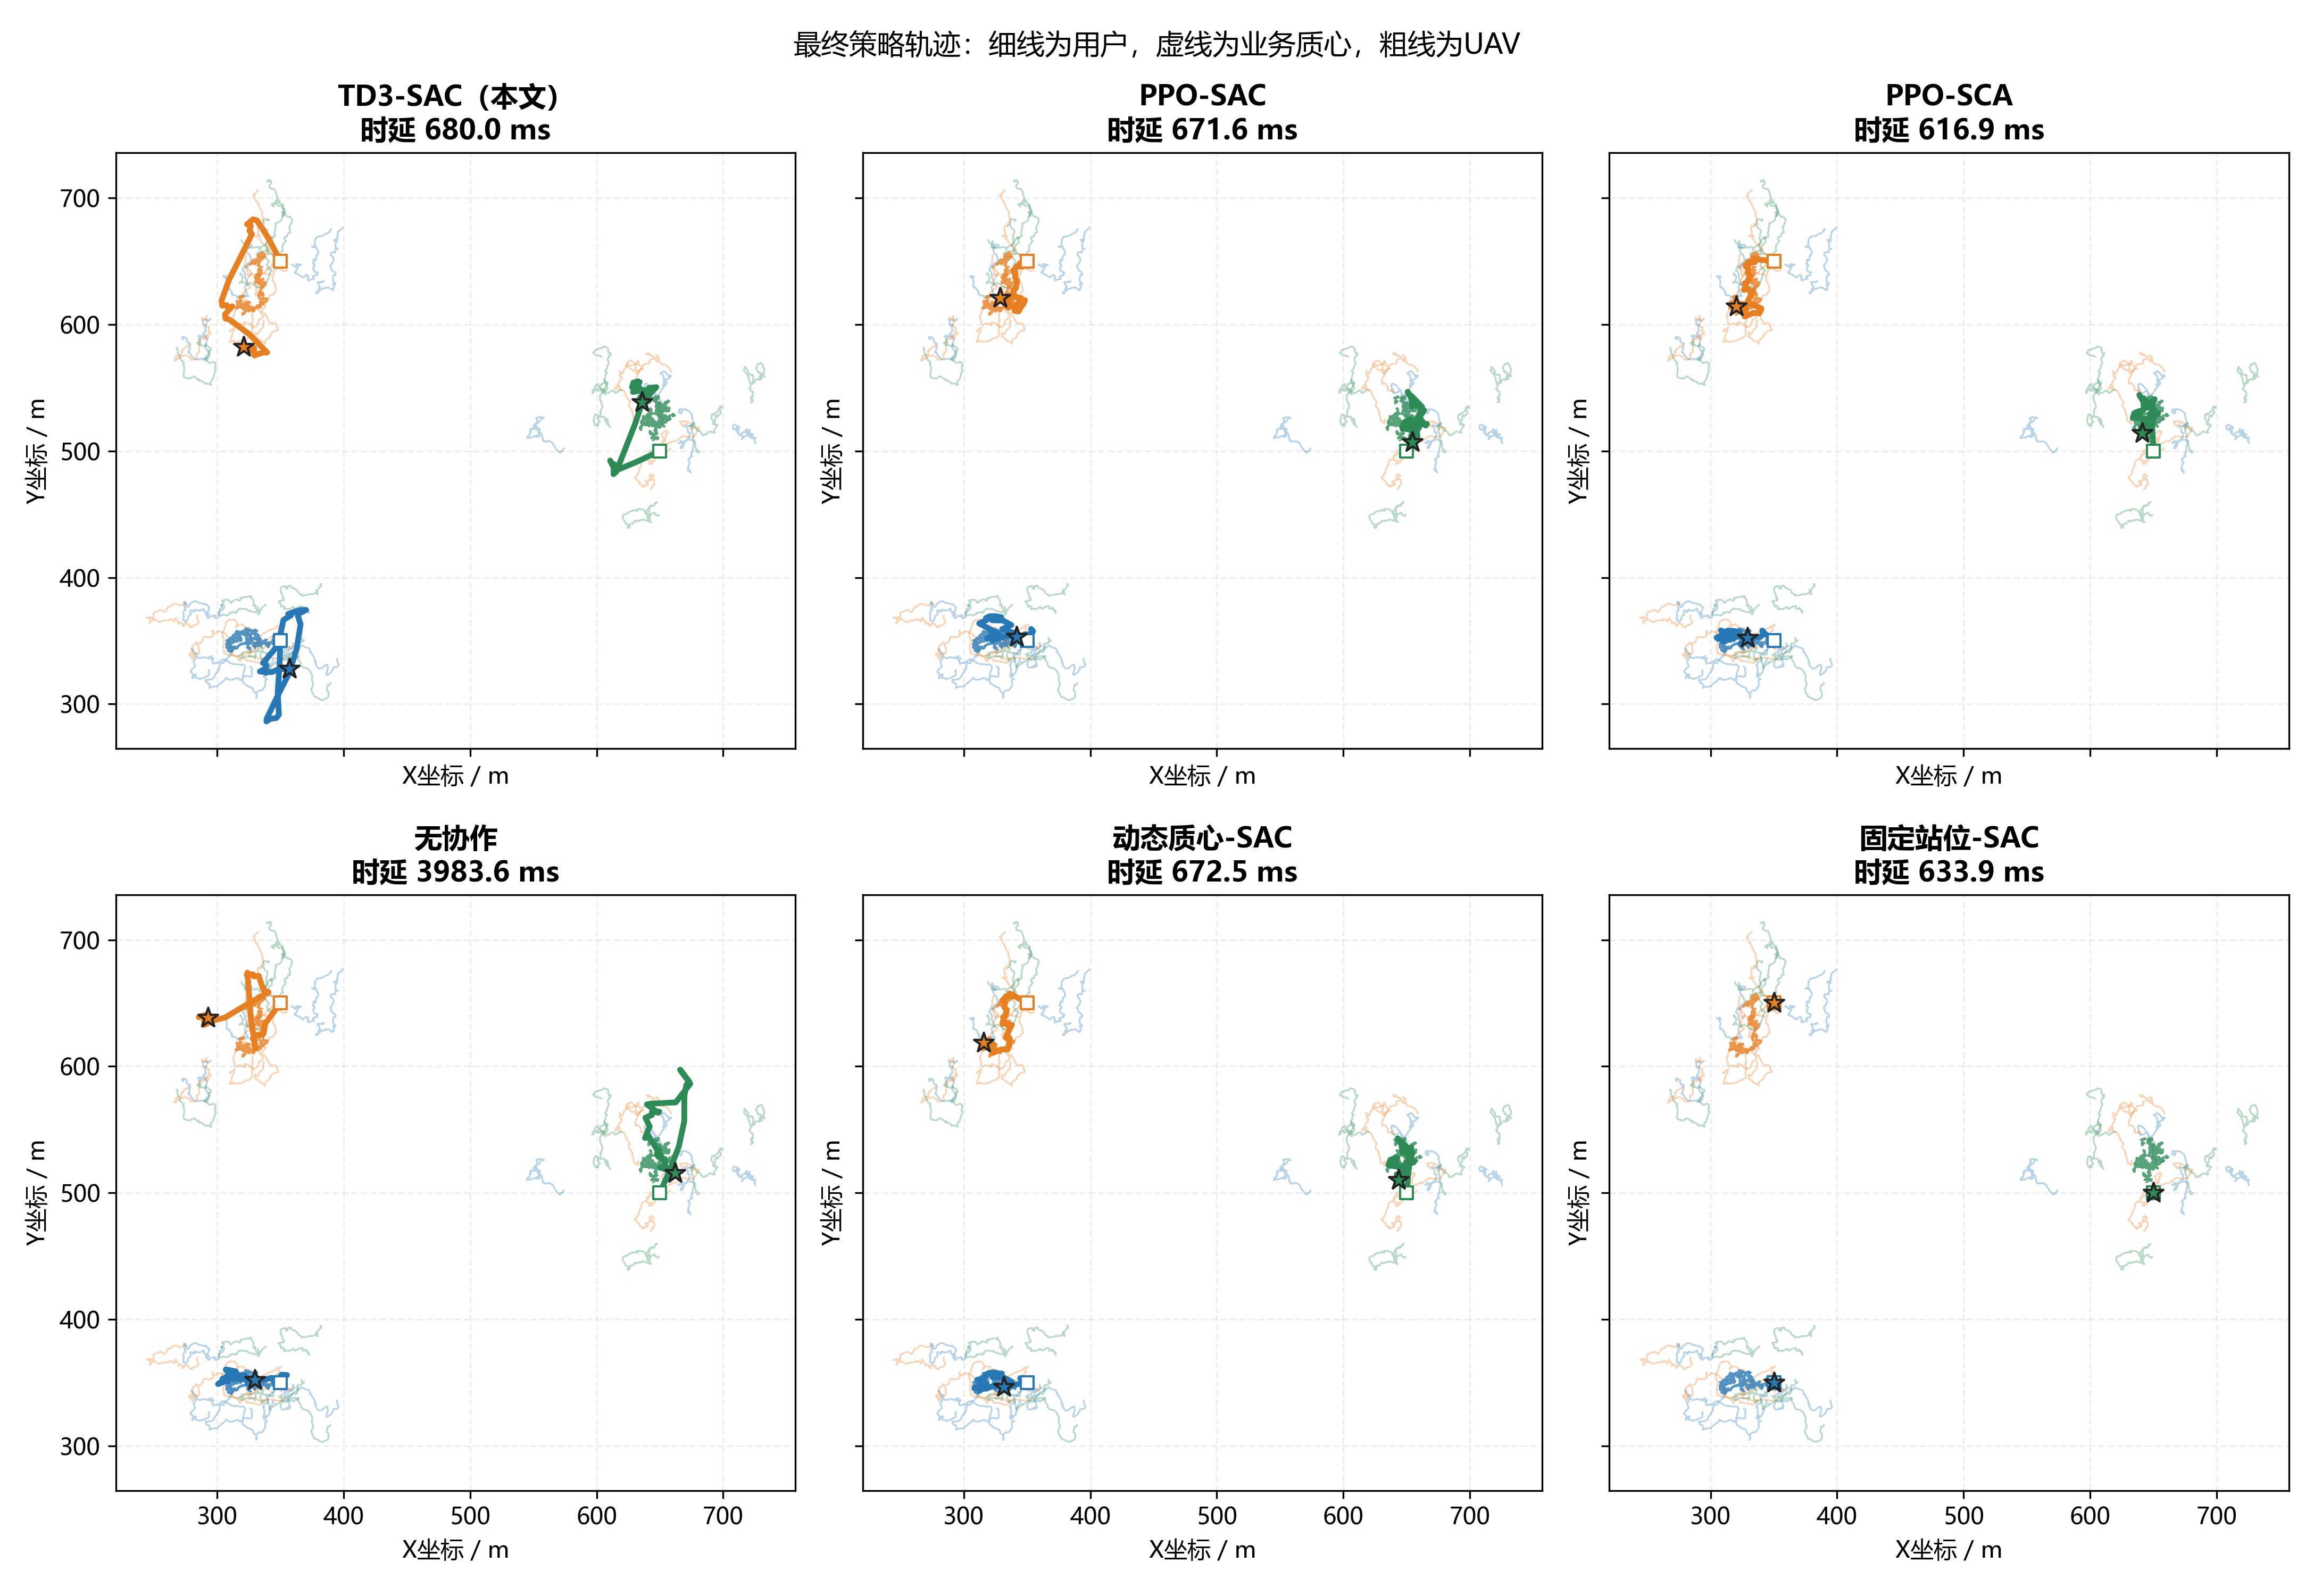 最终策略轨迹：细线为用户，虚线为业务质心，粗线为UAV
TD3-SAC（本文）
时延 680.0 ms
700
600
500
400
300
Y坐标 / m
X坐标 / m
PPO-SAC
时延 671.6 ms
Y坐标 / m
X坐标 / m
PPO-SCA
时延 616.9 ms
Y坐标 / m
X坐标 / m
无协作
时延 3983.6 ms
700
600
500
400
300
Y坐标 / m
300 400 500 600 700
X坐标 / m
动态质心-SAC
时延 672.5 ms
Y坐标 / m
300 400 500 600 700
X坐标 / m
固定站位-SAC
时延 633.9 ms
Y坐标 / m
300 400 500 600 700
X坐标 / m